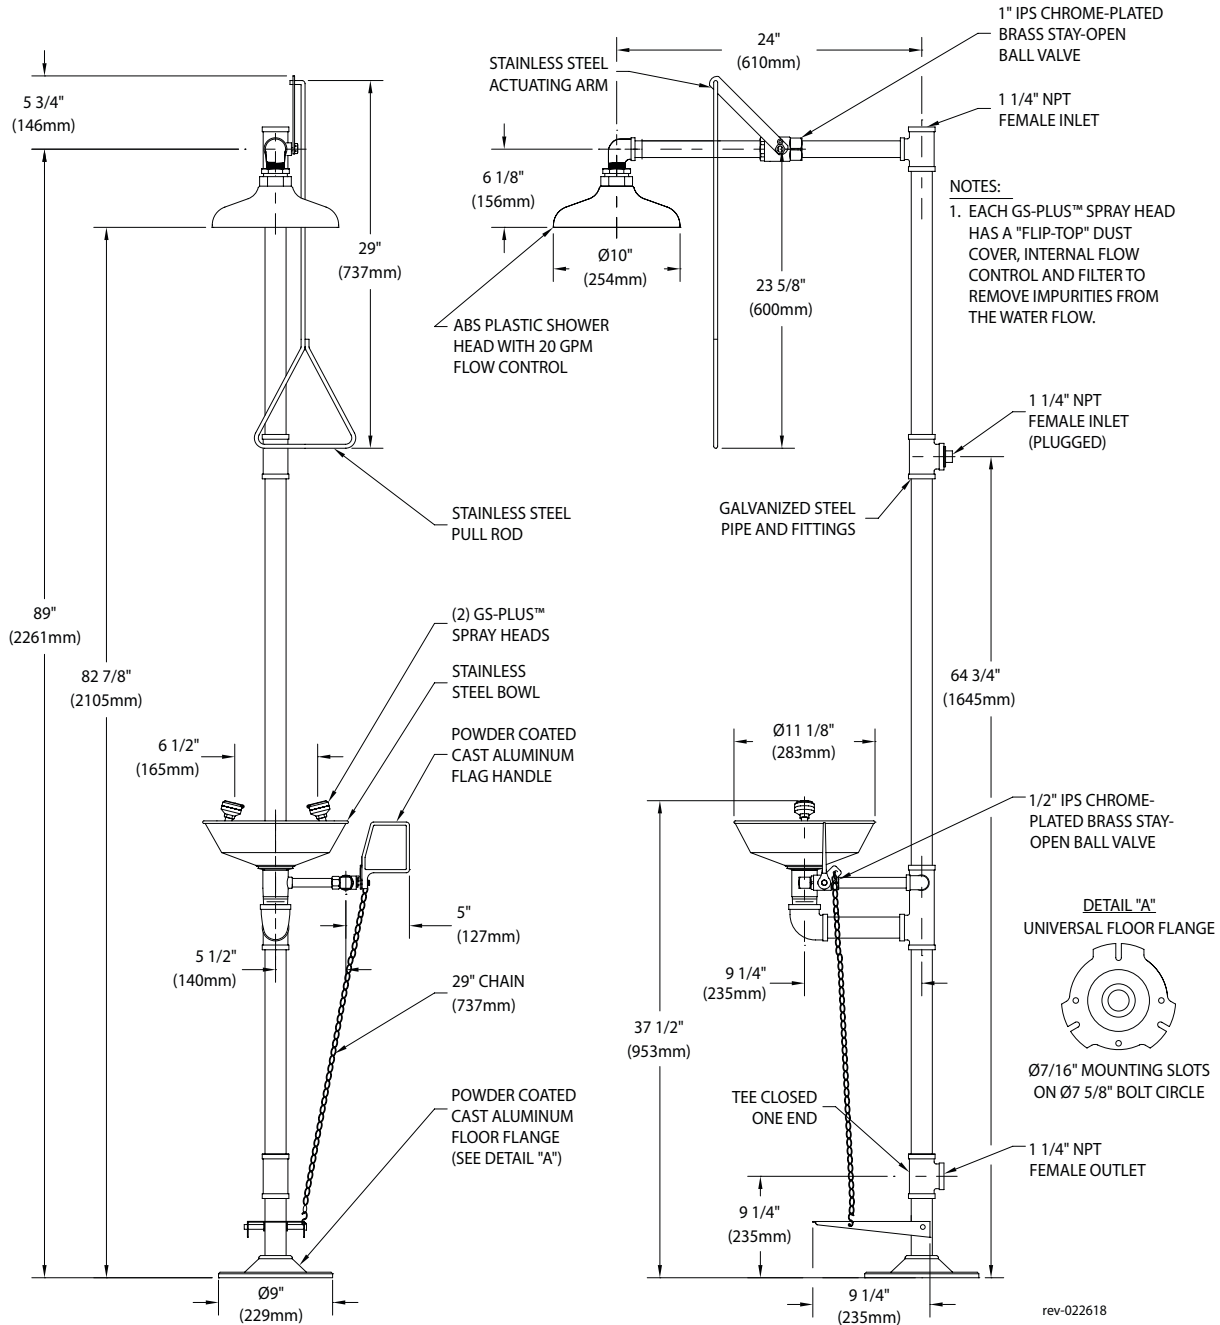 5 3/4"
(146mm)
29"
(737mm)
89"
(2261mm)
82 7/8"
(2105mm)
6 1/2"
(165mm)
5 1/2"
(140mm)
5"
(127mm)
Ø9"
(229mm)
STAINLESS STEEL
ACTUATING ARM
24"
(610mm)
1" IPS CHROME-PLATED
BRASS STAY-OPEN
BALL VALVE
1 1/4" NPT
FEMALE INLET
6 1/8"
(156mm)
Ø10"
(254mm)
23 5/8"
(600mm)
NOTES:
1. EACH GS-PLUS™ SPRAY HEAD
HAS A "FLIP-TOP" DUST
COVER, INTERNAL FLOW
CONTROL AND FILTER TO
REMOVE IMPURITIES FROM
THE WATER FLOW.
ABS PLASTIC SHOWER
HEAD WITH 20 GPM
FLOW CONTROL
1 1/4" NPT
FEMALE INLET
(PLUGGED)
STAINLESS STEEL
PULL ROD
GALVANIZED STEEL
PIPE AND FITTINGS
(2) GS-PLUS™
SPRAY HEADS
STAINLESS
STEEL BOWL
POWDER COATED
CAST ALUMINUM
FLAG HANDLE
64 3/4"
(1645mm)
Ø11 1/8"
(283mm)
1/2" IPS CHROME-
PLATED BRASS STAY-
OPEN BALL VALVE
DETAIL "A"
UNIVERSAL FLOOR FLANGE
Ø7/16" MOUNTING SLOTS
ON Ø7 5/8" BOLT CIRCLE
29" CHAIN
(737mm)
9 1/4"
(235mm)
37 1/2"
(953mm)
POWDER COATED
CAST ALUMINUM
FLOOR FLANGE
(SEE DETAIL "A")
TEE CLOSED
ONE END
1 1/4" NPT
FEMALE OUTLET
9 1/4"
(235mm)
9 1/4"
(235mm)
rev-022618